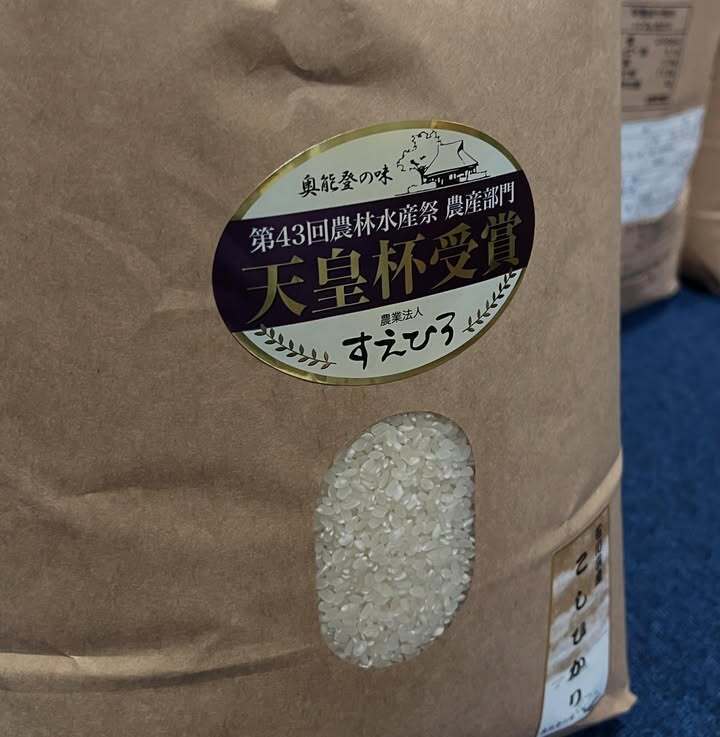 奥能登の味
第43回農林水産祭 農産部門
天皇杯受賞
農業法人
すえひろ
こしひかり